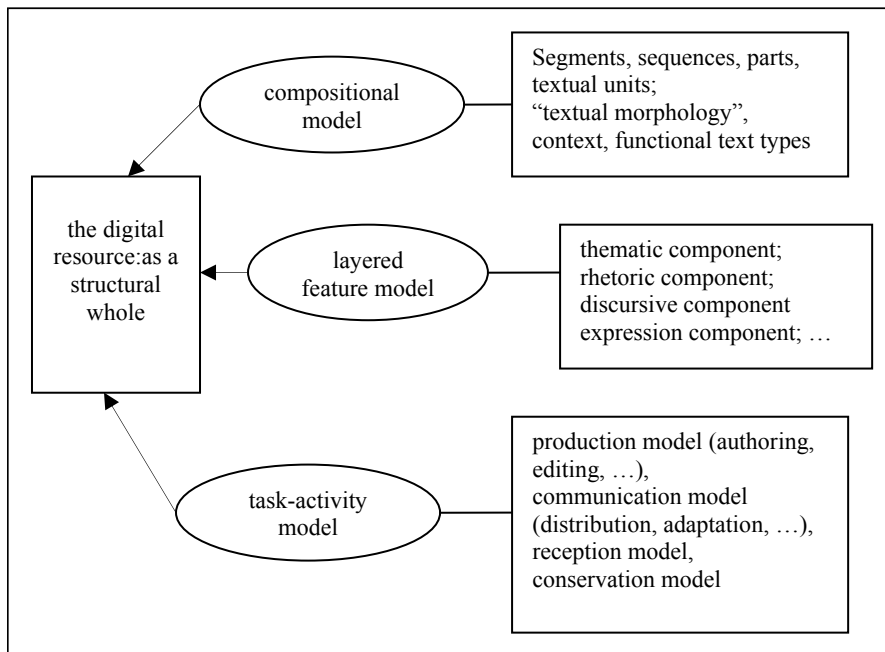 compositional
model
Segments, sequences, parts,
textual units;
“textual morphology”,
context, functional text types
the digital
resource:as a
structural
whole
layered
feature model
thematic component;
rhetoric component;
discursive component
expression component; …
task-activity
model
production model (authoring,
editing, …),
communication model
(distribution, adaptation, …),
reception model,
conservation model